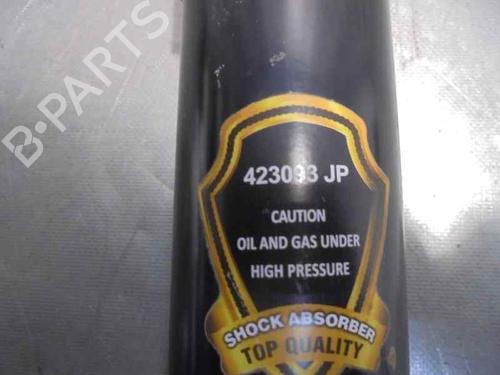 B-PARTS
423093 JP
CAUTION
OIL AND GAS UNDER
HIGH PRESSURE
SHOCK ABSORBER
TOP QUALITY